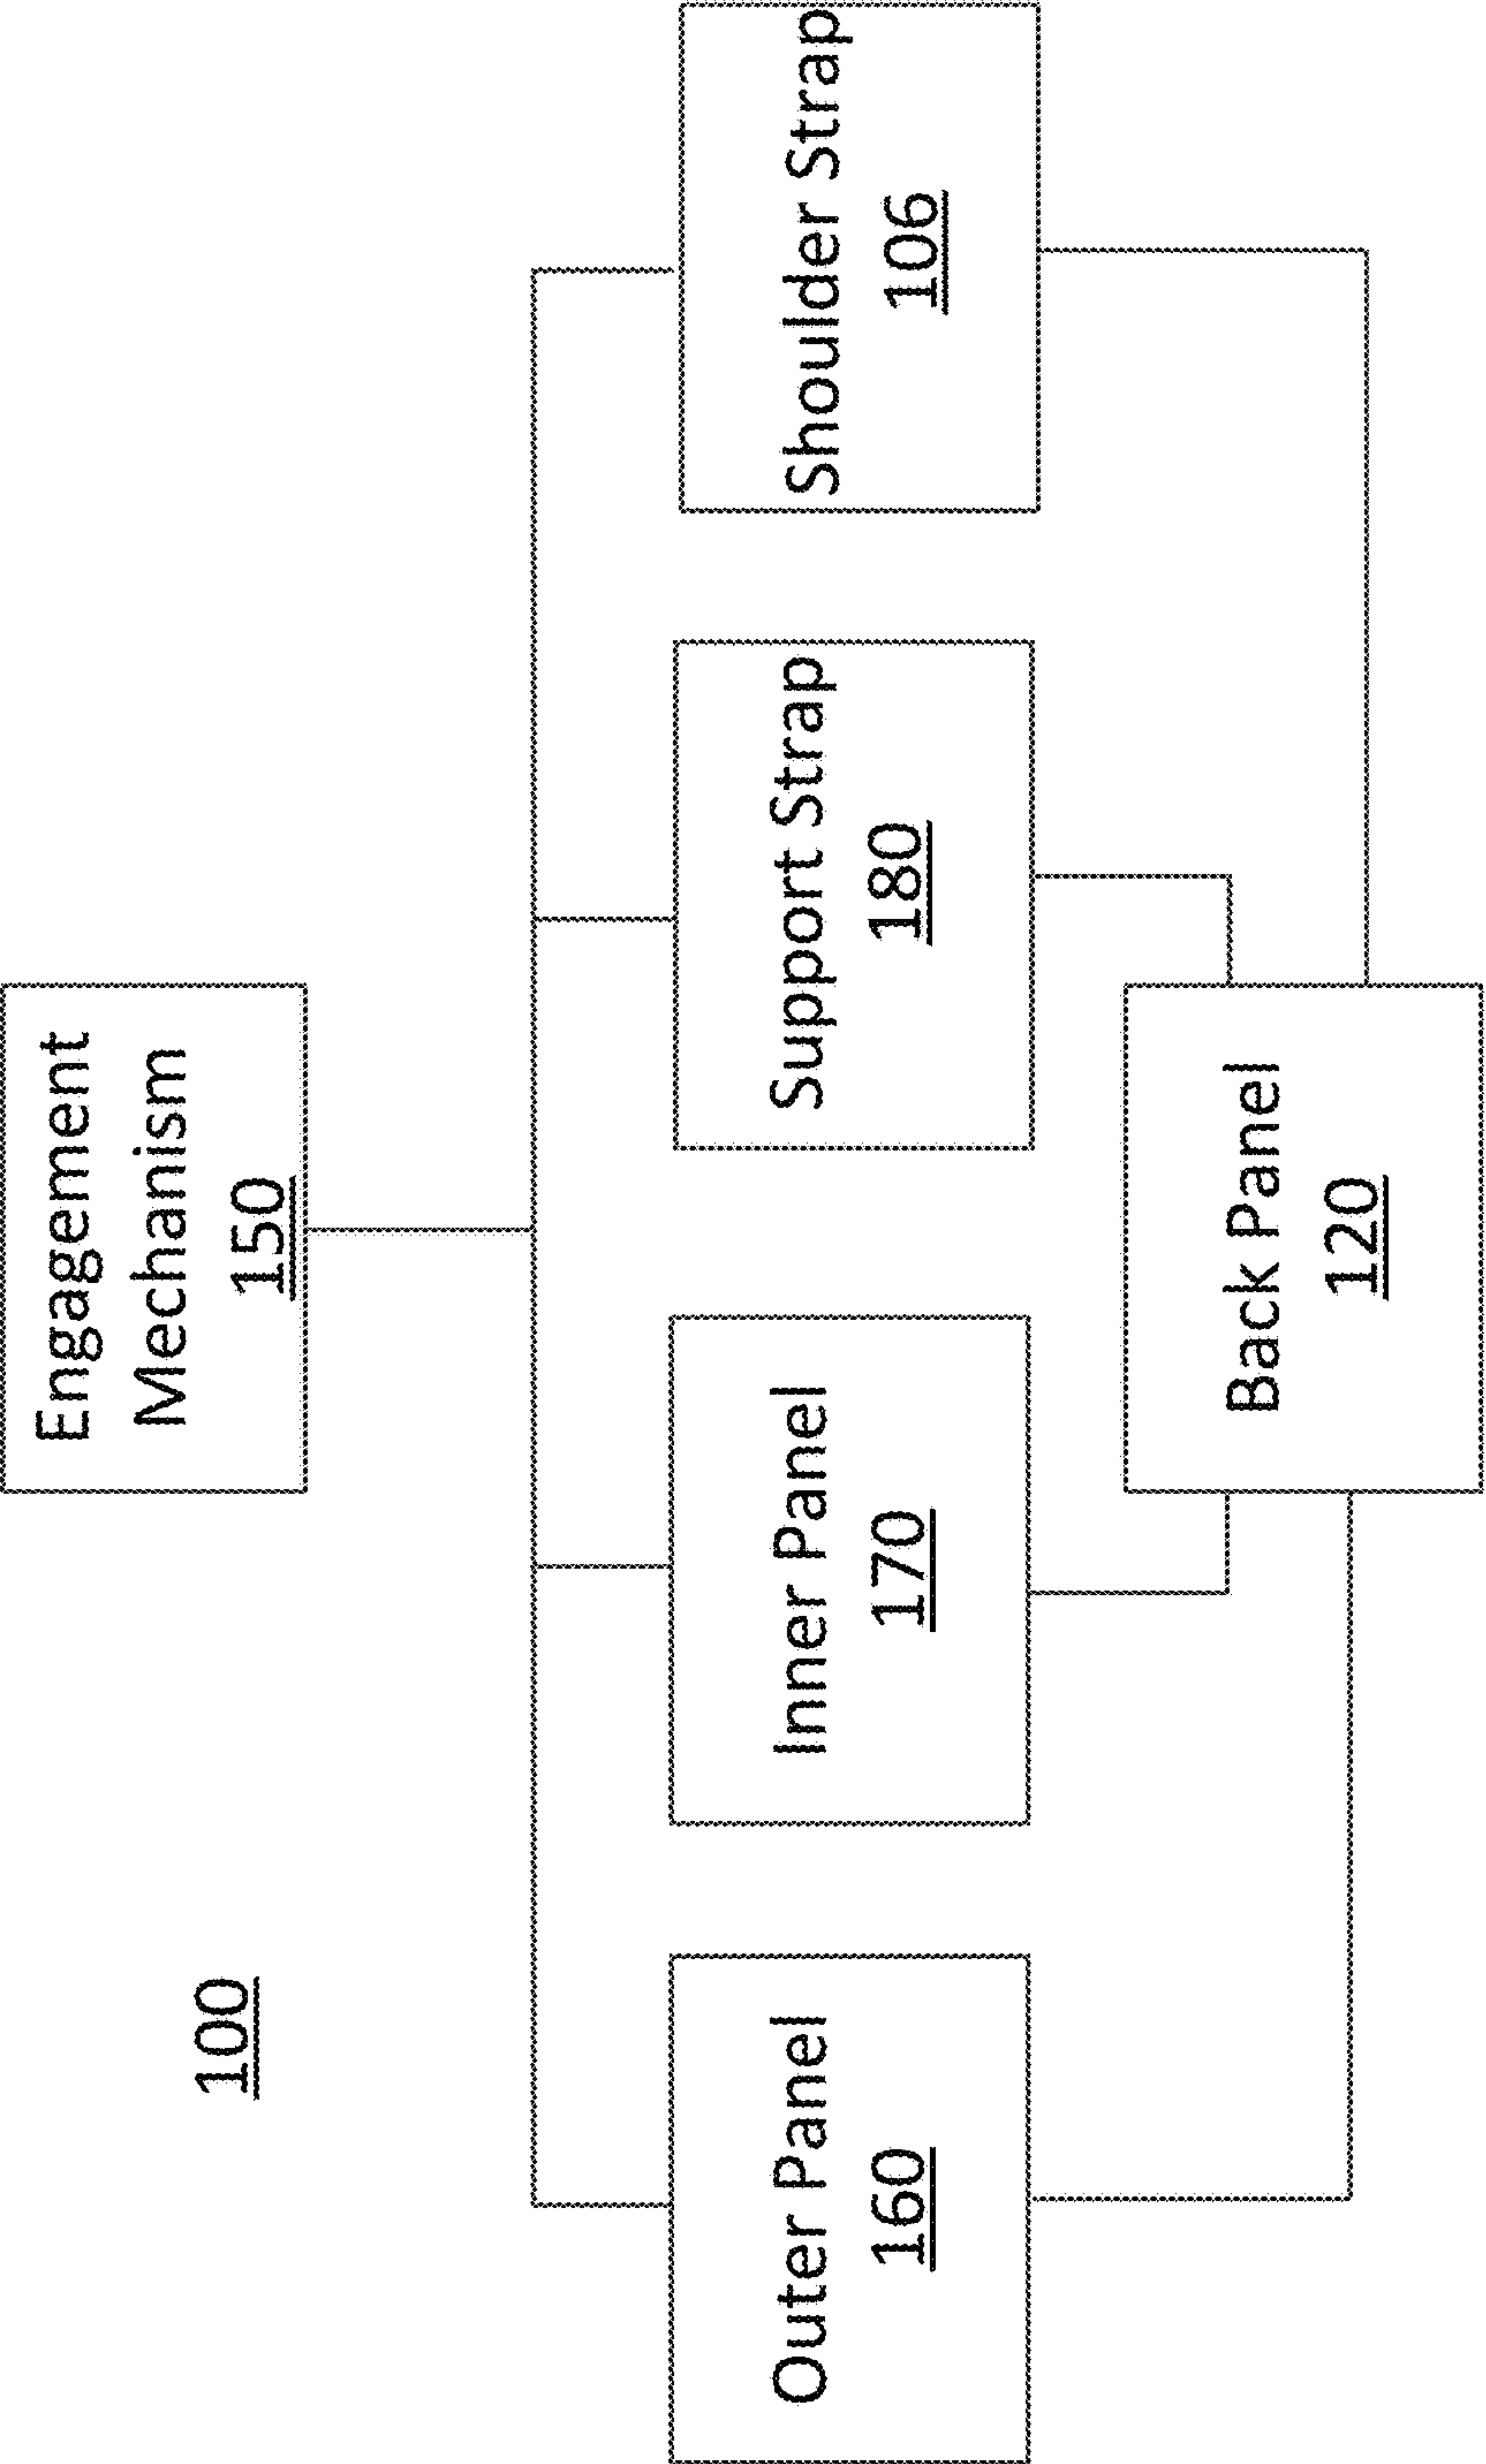 100
Engagement
Mechanism
150
Outer Panel
160
Inner Panel
170
Support Strap
180
Shoulder Strap
106
Back Panel
120